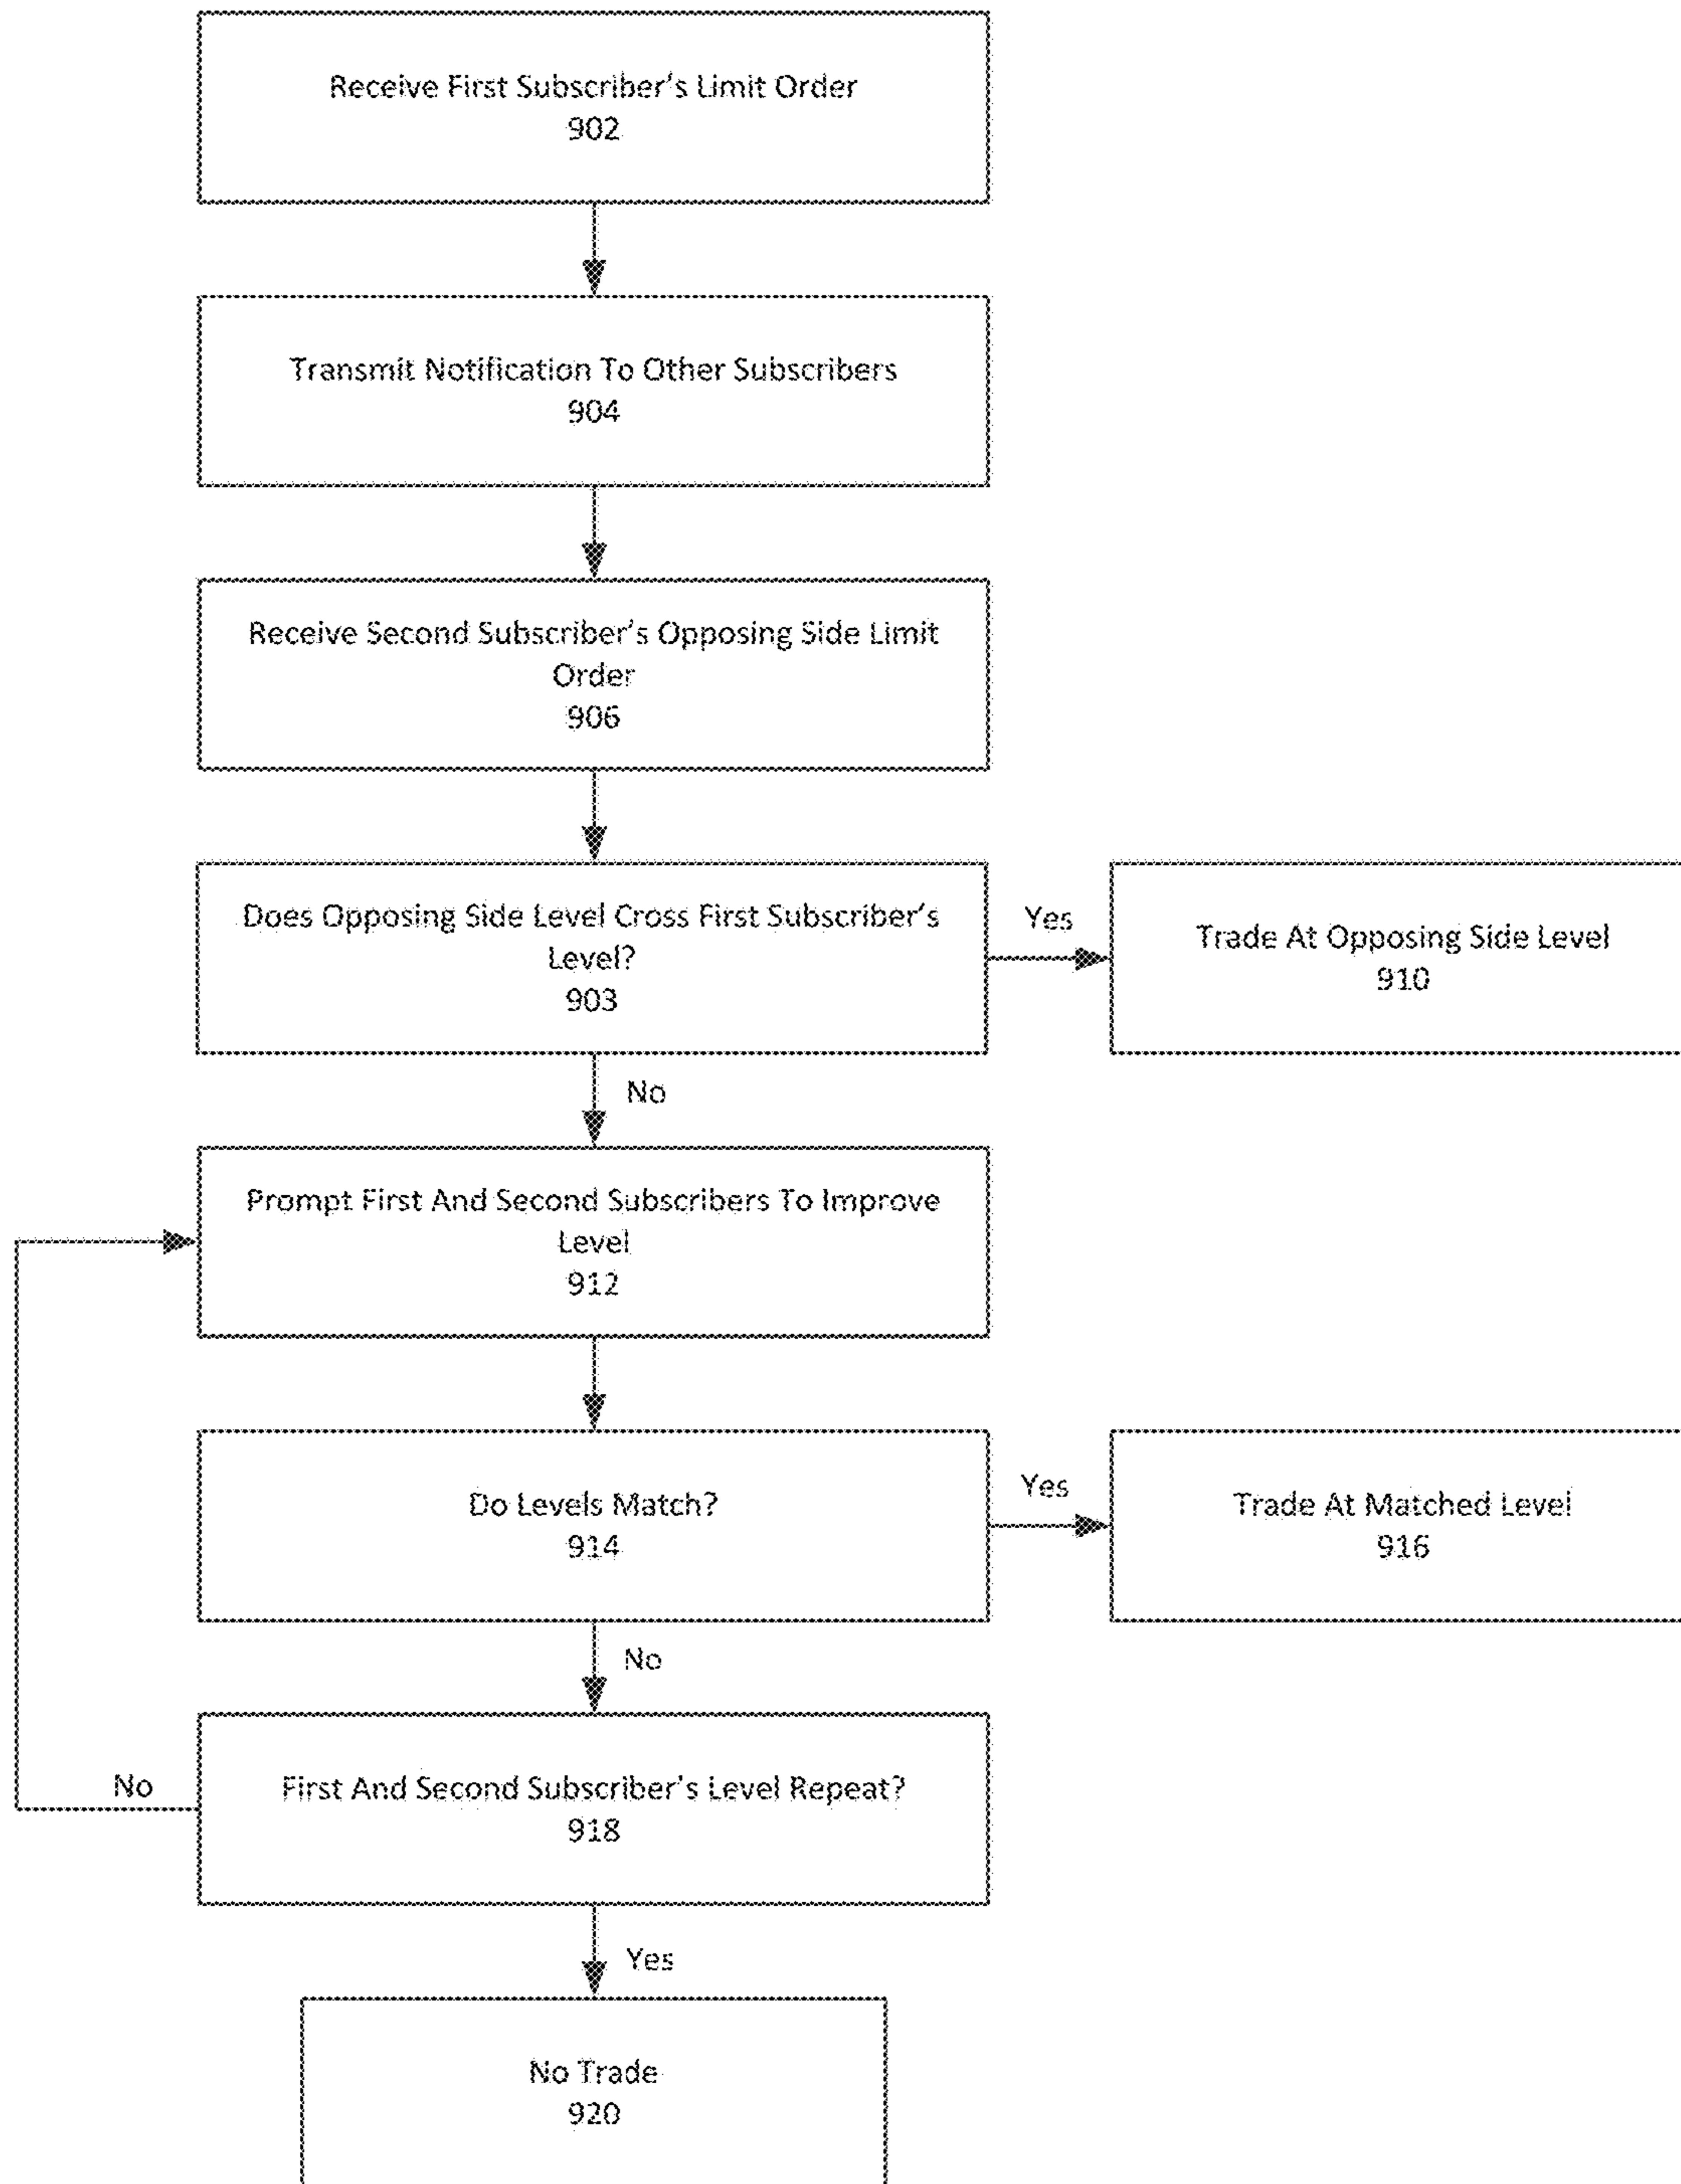 Receive First Subscriber's Limit Order
902
Transmit Notification To Other Subscribers
904
Receive Second Subscriber's Opposing Side Limit
Order
906
Does Opposing Side Level Cross First Subscriber's
Level?
903
Yes
Trade At Opposing Side Level
910
No
Prompt First And Second Subscribers To Improve
Level
912
Do Levels Match?
914
Yes
Trade At Matched Level
916
No
First And Second Subscriber's Level Repeat?
918
No
Yes
No Trade
920